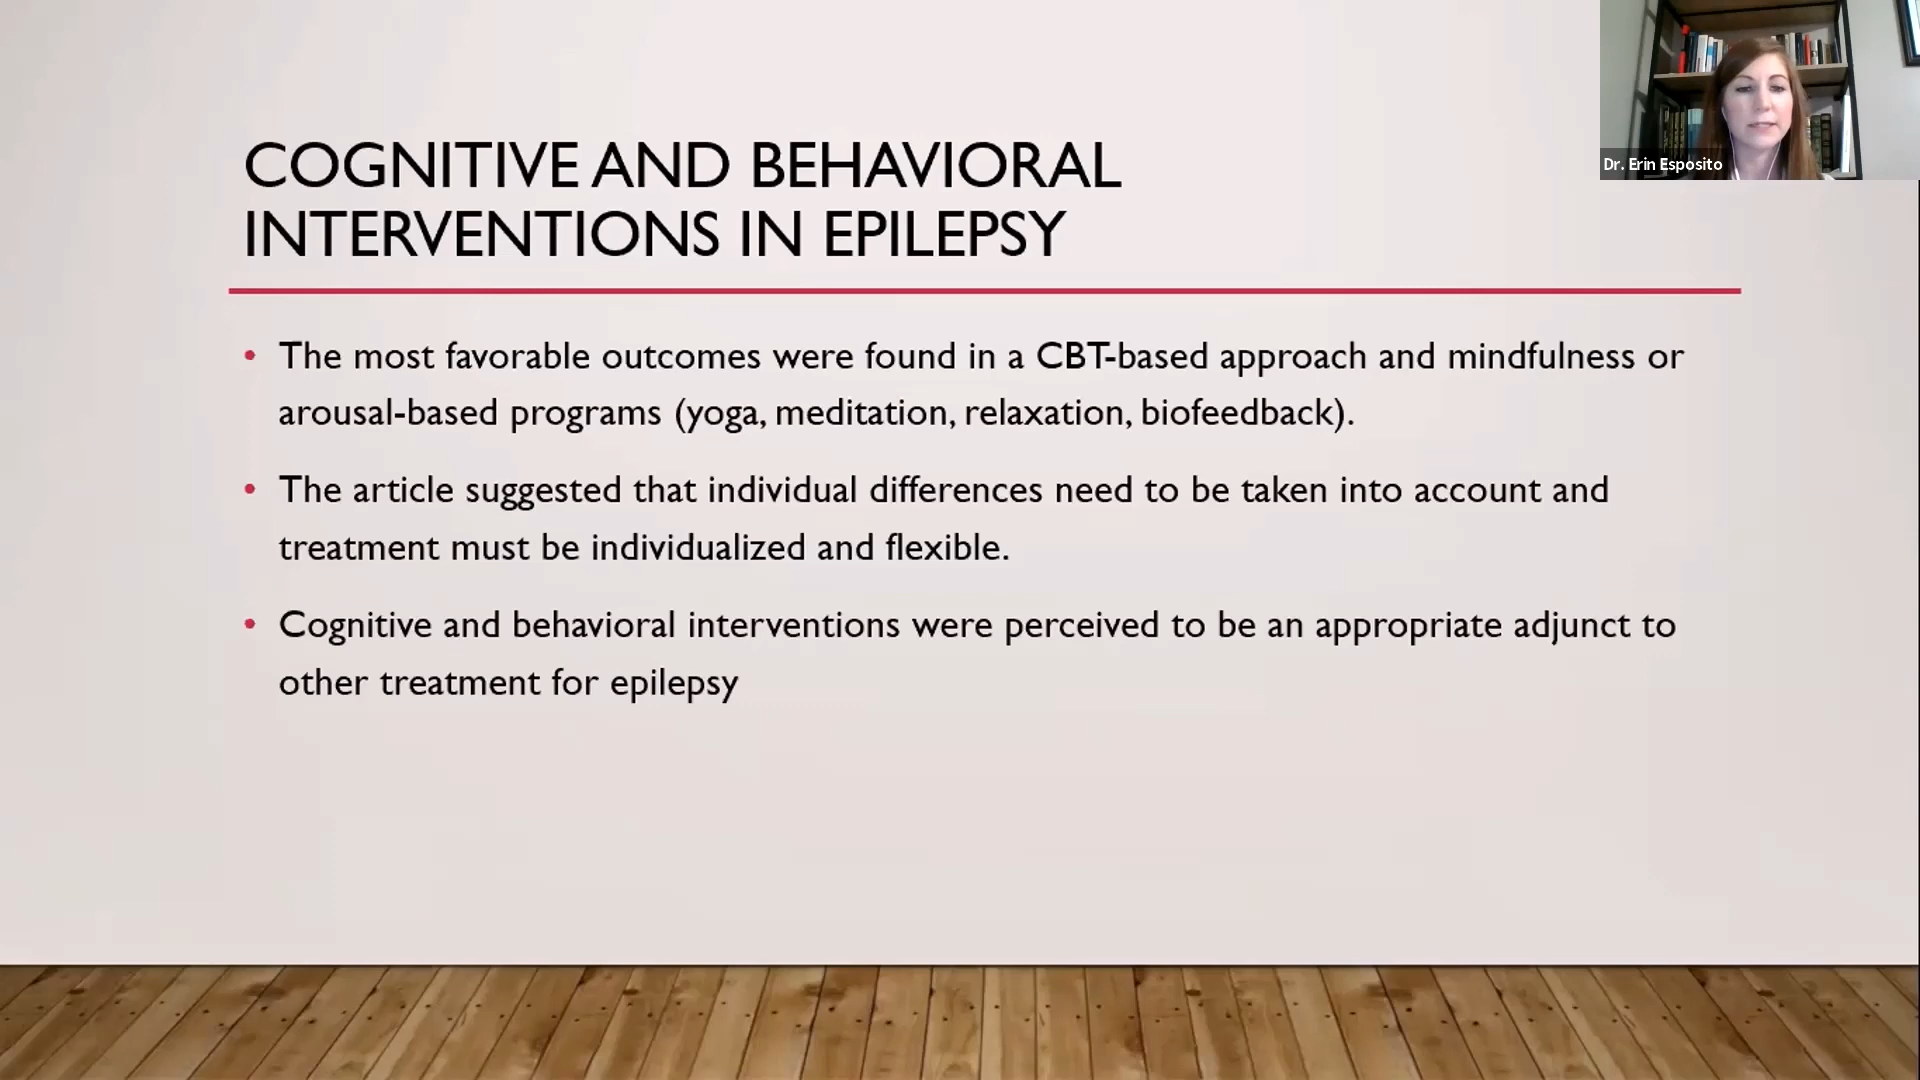 COGNITIVE AND BEHAVIORAL
INTERVENTIONS IN EPILEPSY
• The most favorable outcomes were found in a CBT-based approach and mindfulness or
arousal-based programs (yoga, meditation, relaxation, biofeedback).
• The article suggested that individual differences need to be taken into account and
treatment must be individualized and flexible.
• Cognitive and behavioral interventions were perceived to be an appropriate adjunct to
other treatment for epilepsy
Dr. Erin Esposito